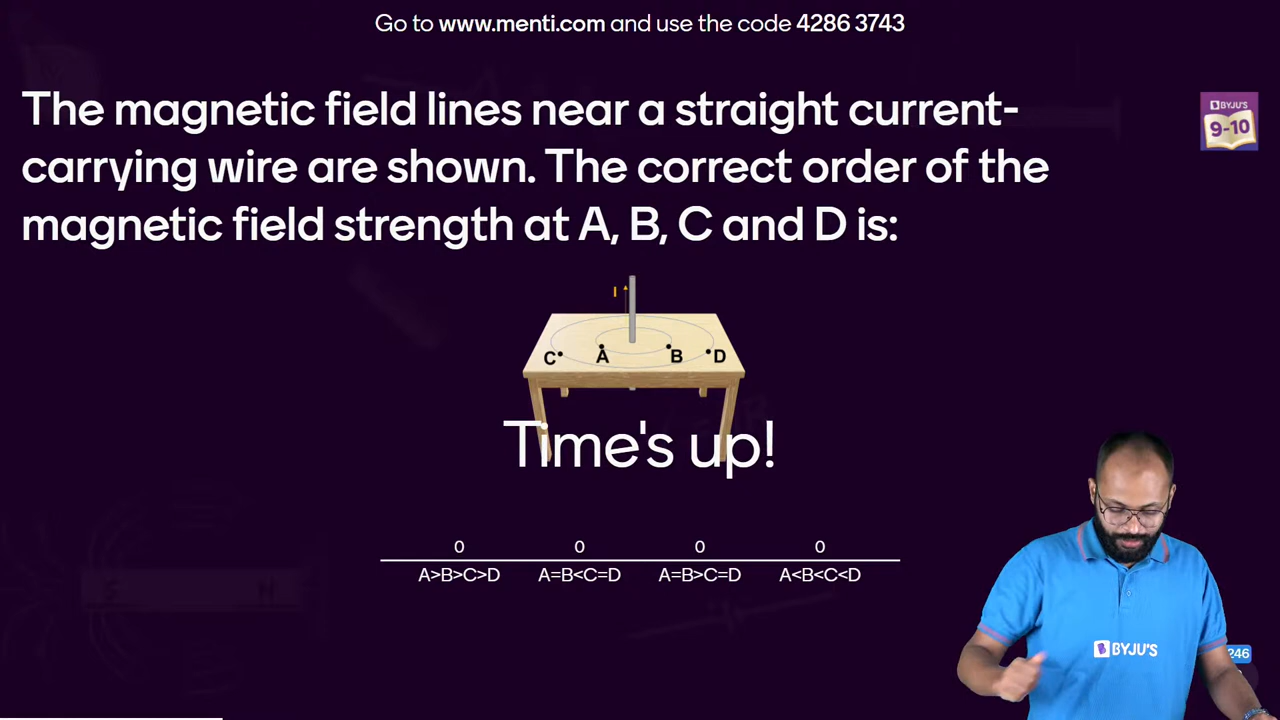 Go to www.menti.com and use the code 4286 3743
The magnetic field lines near a straight current-
carrying wire are shown. The correct order of the
magnetic field strength at A, B, C and D is:
BYJU'S
9-10
I
C
A
B
D
Time's up!
0
0
0
0
A>B>C>D
A=B<C=D
A=B>C=D
A<B<C<D
BYJU'S
246
S
N